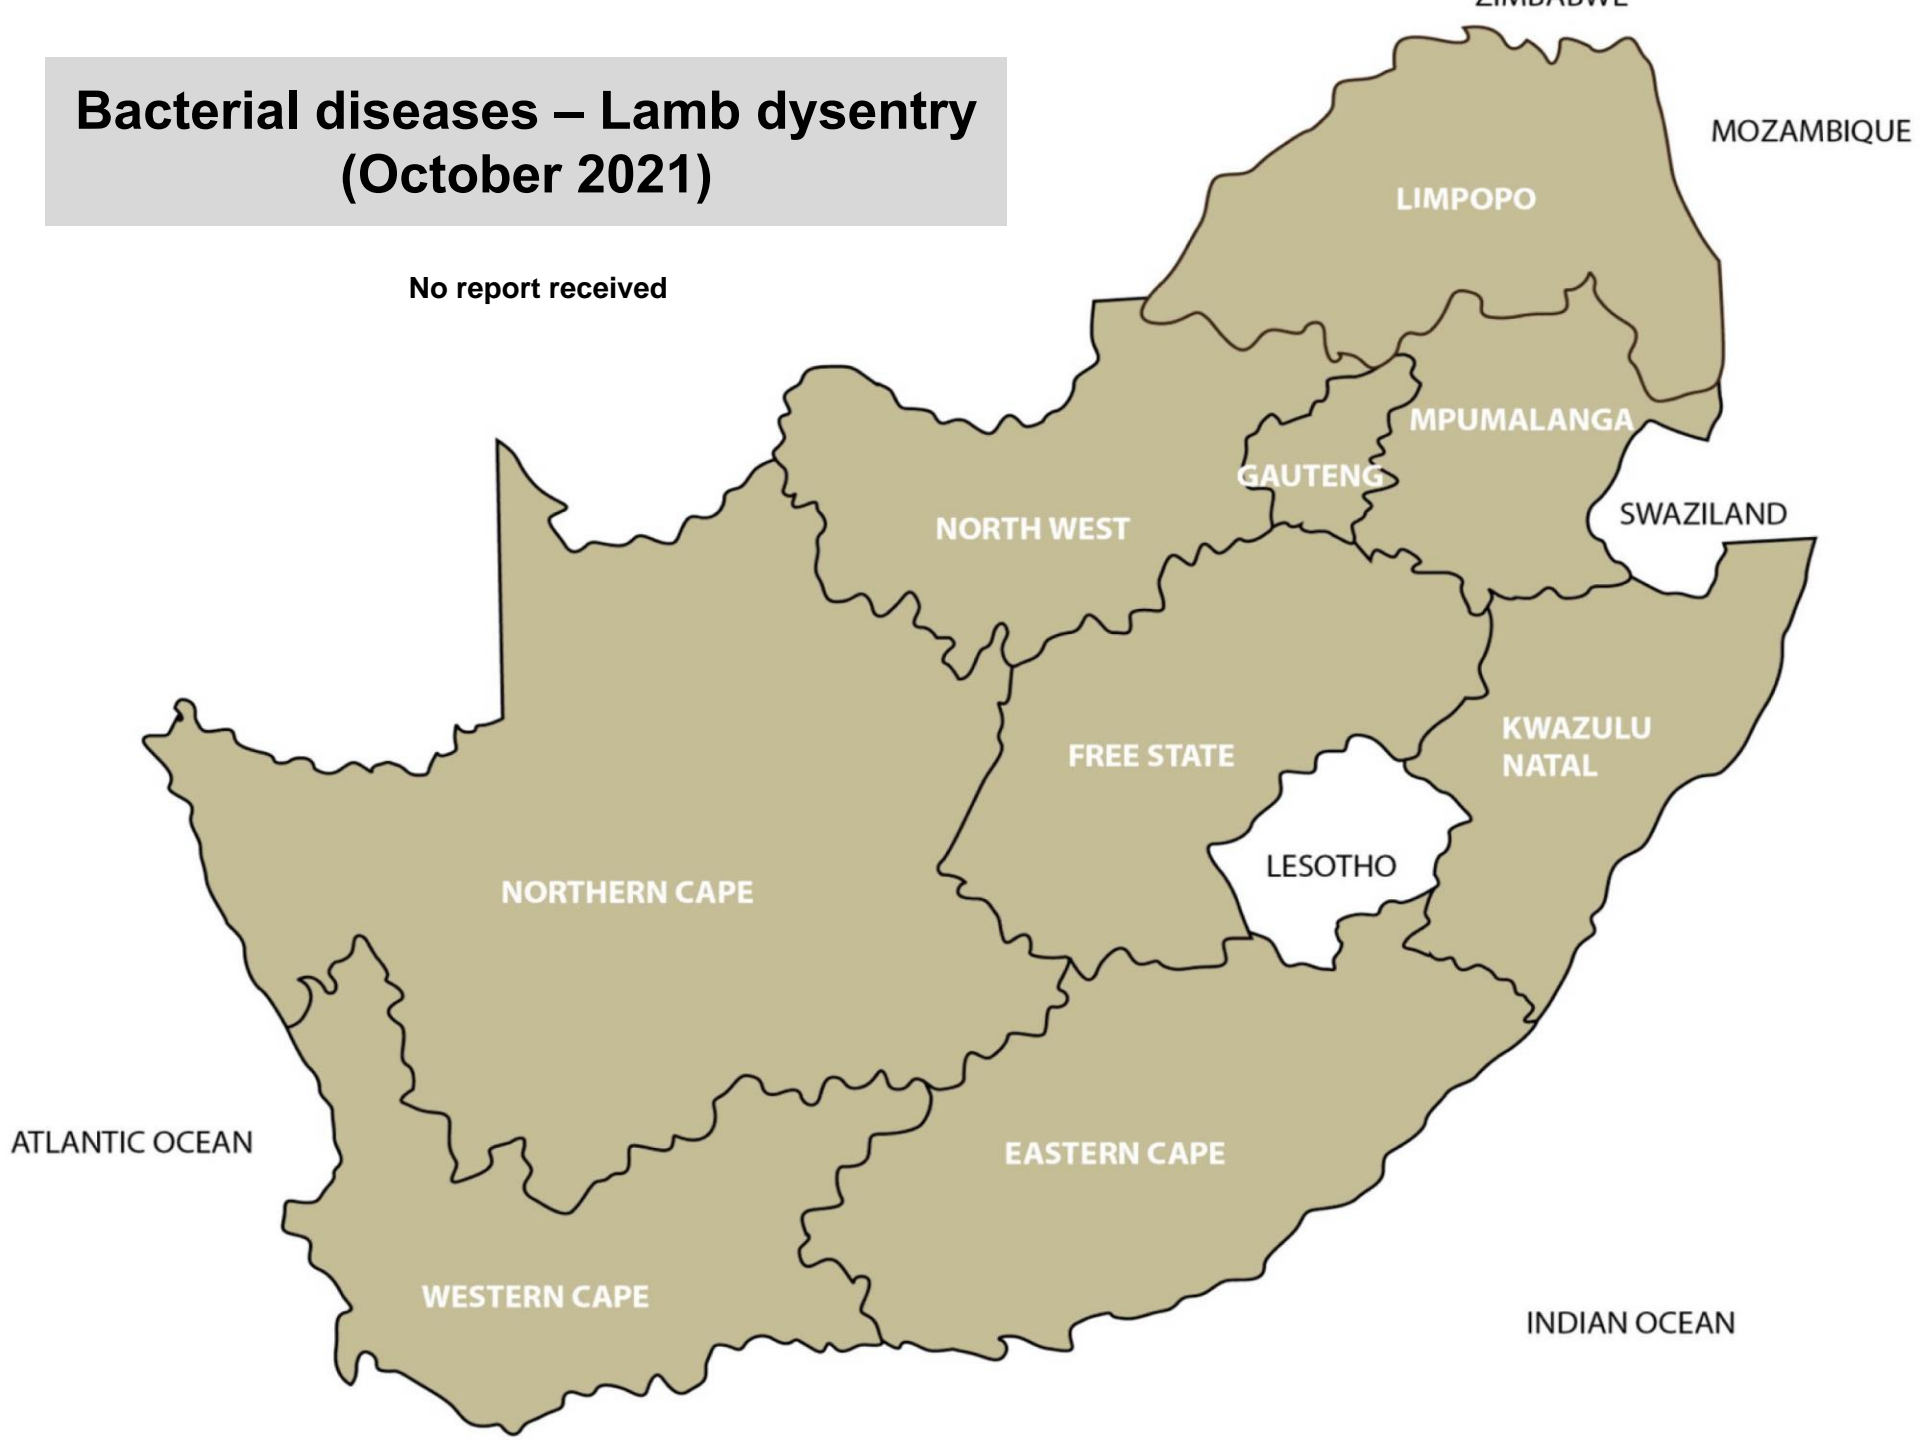 ZIMBABWE
Bacterial diseases – Lamb dysentry
(October 2021)
MOZAMBIQUE
LIMPOPO
No report received
MPUMALANGA
GAUTENG
SWAZILAND
NORTH WEST
KWAZULU
NATAL
FREE STATE
LESOTHO
NORTHERN CAPE
ATLANTIC OCEAN
EASTERN CAPE
WESTERN CAPE
INDIAN OCEAN